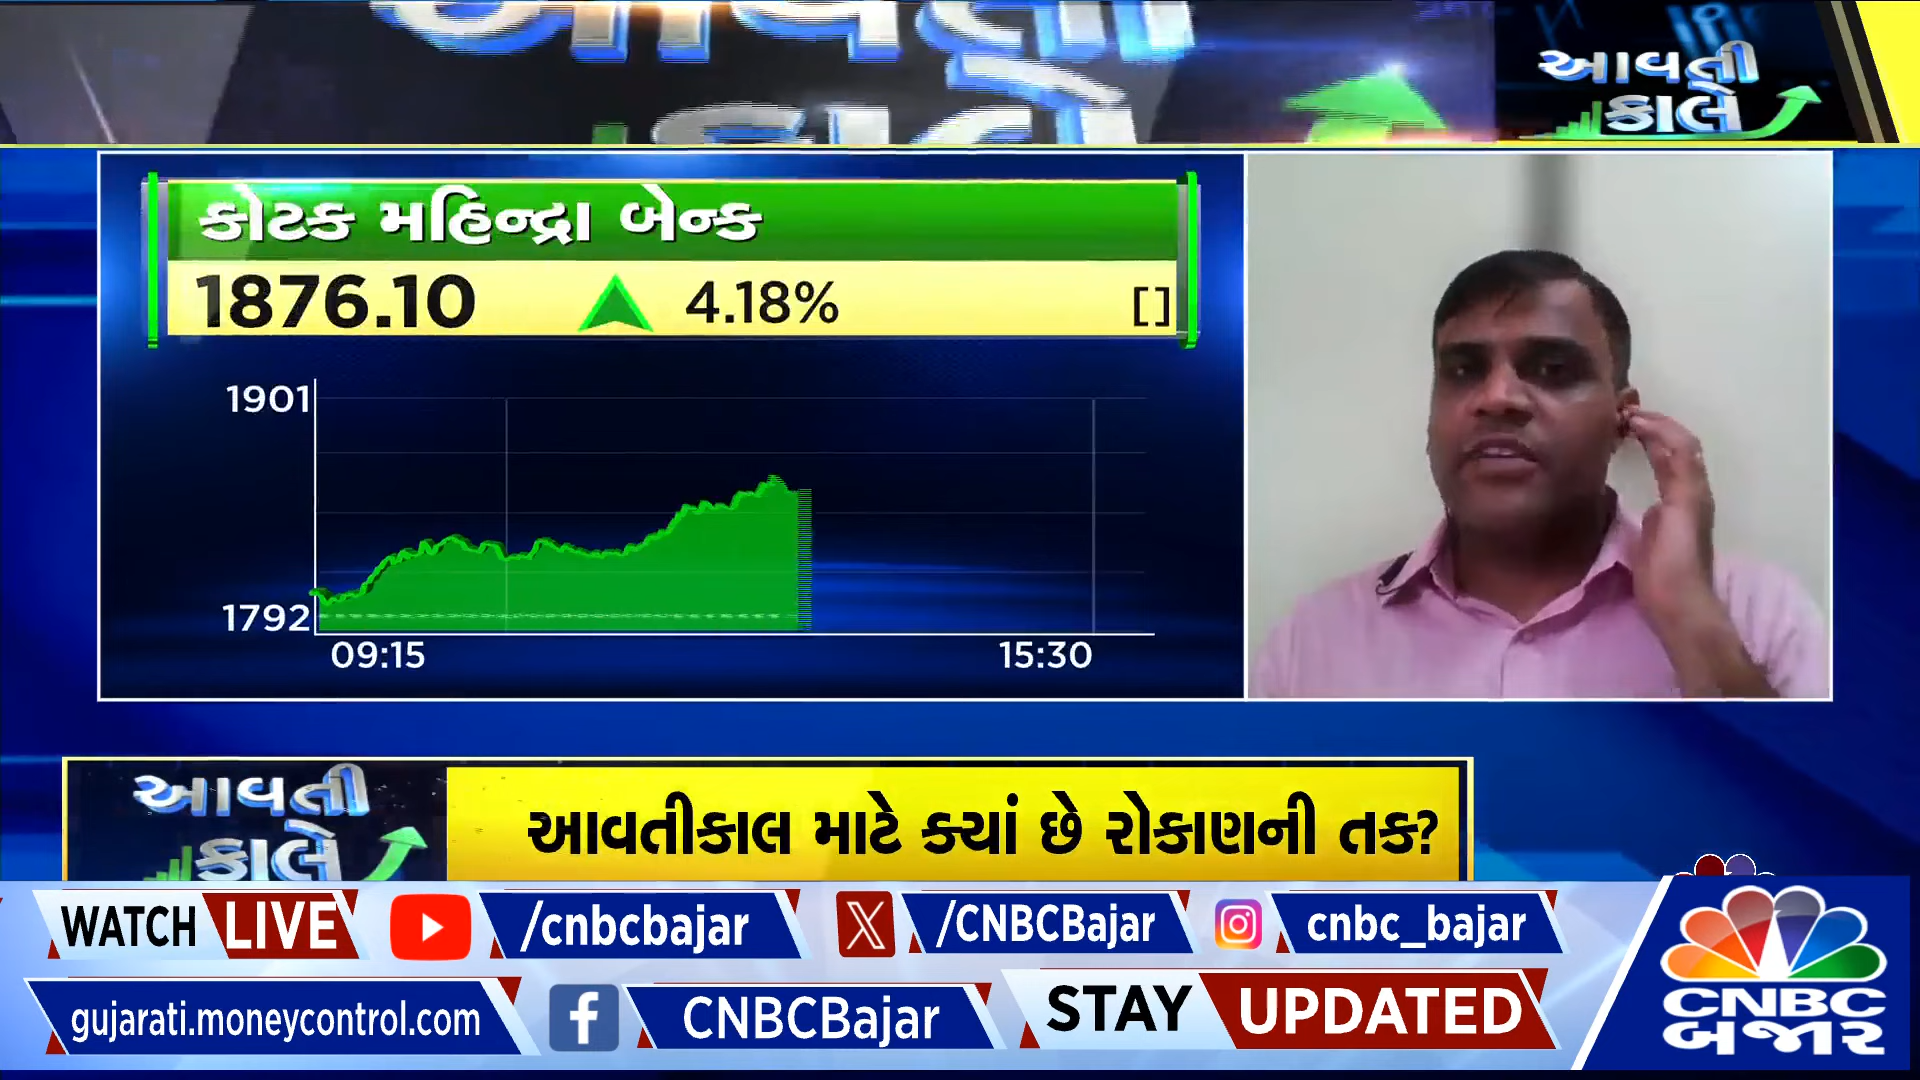 આવતી
કાલે
આવતી
કાલે
કોટક મહિન્દ્રા બેન્ક
1876.10 4.18% []
1901
1792
09:15 15:30
આવતી
કાલે
આવતીકાલ માટે ક્યાં છે રોકાણની તક?
WATCH LIVE /cnbcbajar /CNBCBajar cnbc_bajar
gujarati.moneycontrol.com CNBCBajar STAY UPDATED
CNBC
બજાર